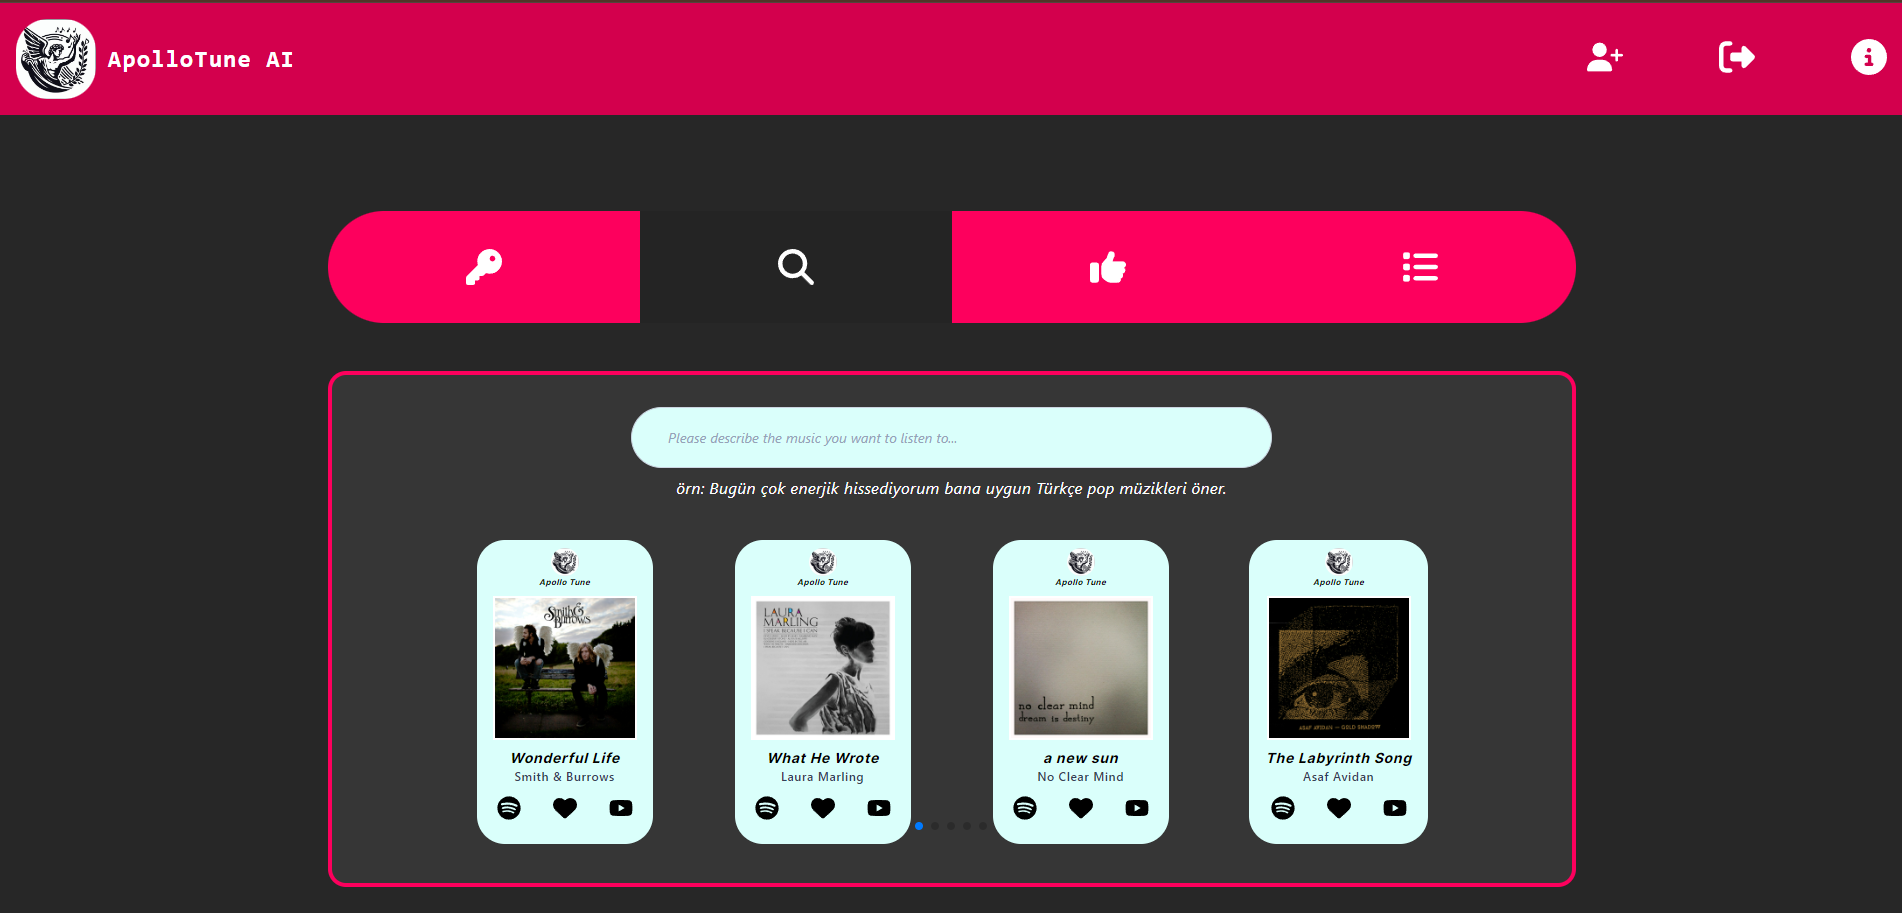 ApolloTune AI
Please describe the music you want to listen to...
örn: Bugün çok enerjik hissediyorum bana uygun Türkçe pop müzikleri öner.
Apollo Tune
Smith &
Burrows
Wonderful Life
Smith & Burrows
Apollo Tune
LAURA
MARLING
I SPEAK BECAUSE I CAN
What He Wrote
Laura Marling
Apollo Tune
no clear mind
dream is destiny
a new sun
No Clear Mind
Apollo Tune
ASAF AVIDAN — GOLD SHADOW
The Labyrinth Song
Asaf Avidan